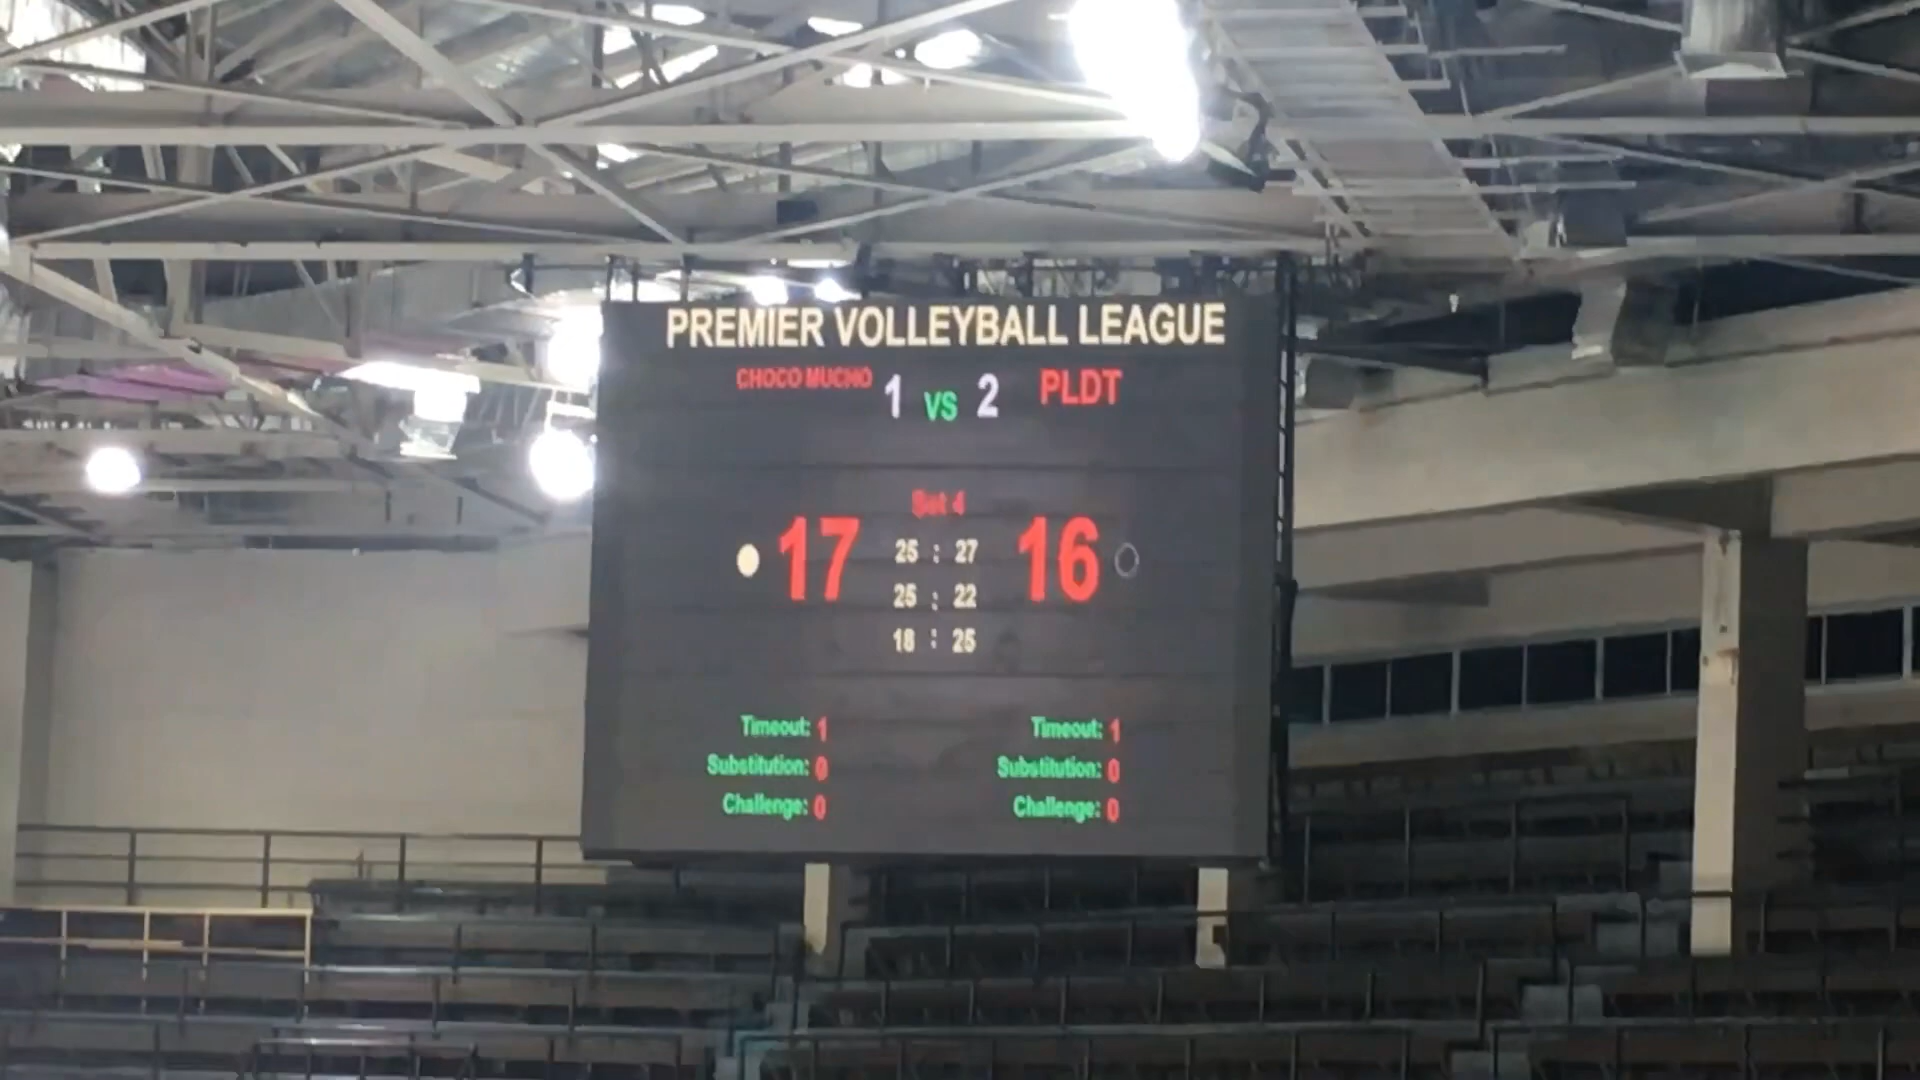 PREMIER VOLLEYBALL LEAGUE
CHOCO MUCHO 1 VS 2 PLDT
Set 4
17 16
25 : 27
25 : 22
18 : 25
Timeout: 1 Timeout: 1
Substitution: 0 Substitution: 0
Challenge: 0 Challenge: 0